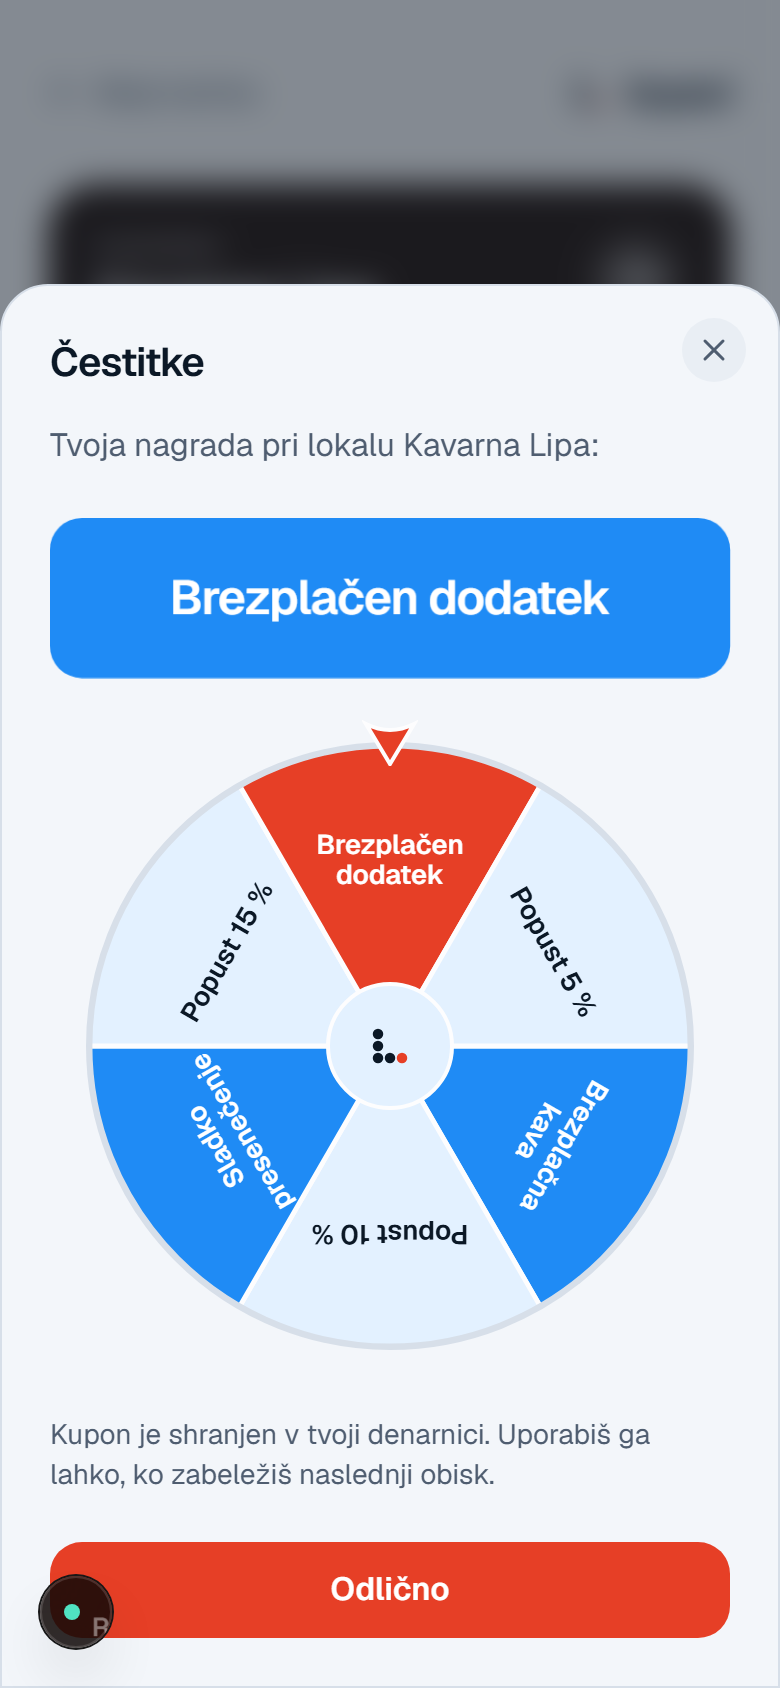 Čestitke
Tvoja nagrada pri lokalu Kavarna Lipa:
Brezplačen dodatek
Brezplačen
dodatek
Popust 15 %
Popust 5 %
Sladko
presenečenje
Brezplačna
kava
Popust 10 %
Kupon je shranjen v tvoji denarnici. Uporabiš ga
lahko, ko zabeležiš naslednji obisk.
Odlično